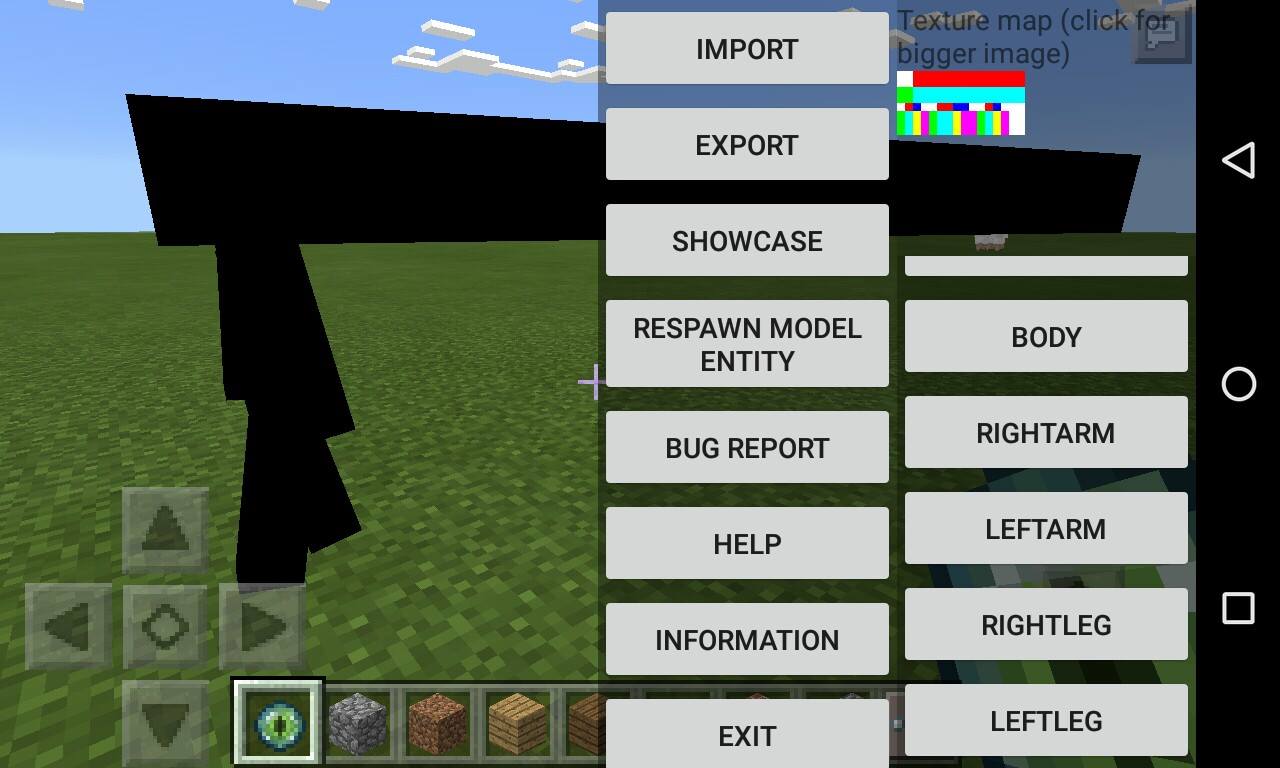 IMPORT
EXPORT
SHOWCASE
RESPAWN MODEL
ENTITY
BUG REPORT
HELP
INFORMATION
EXIT
Texture map (click for
bigger image)
BODY
RIGHTARM
LEFTARM
RIGHTLEG
LEFTLEG